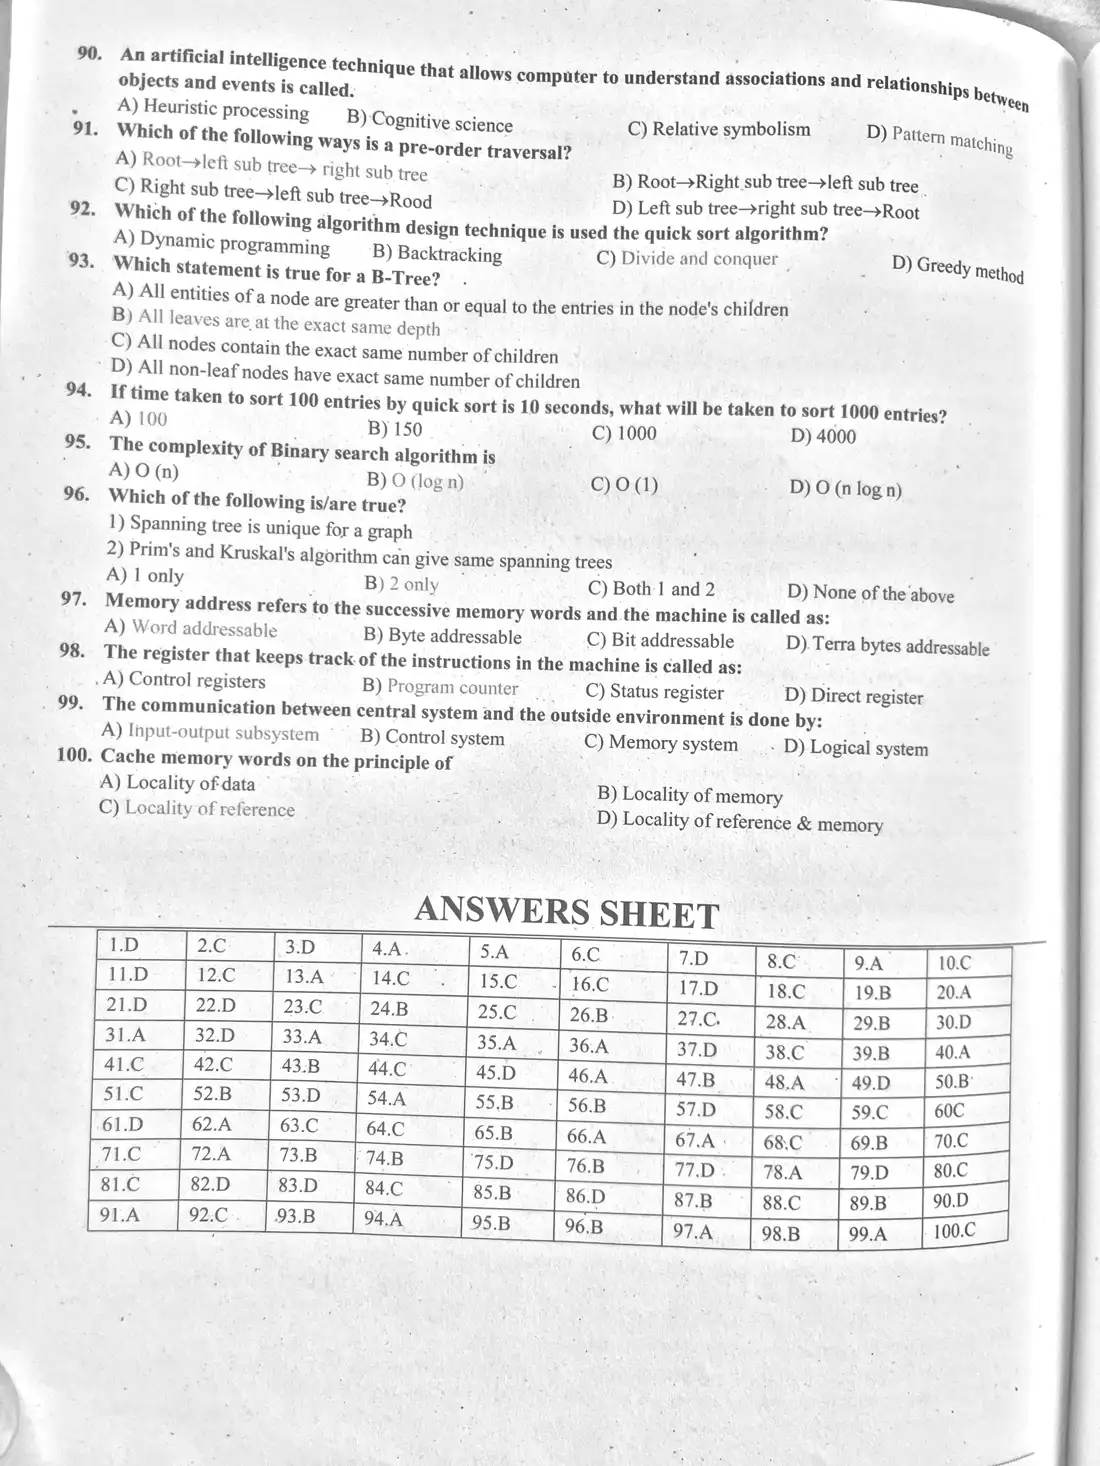 90. An artificial intelligence technique that allows computer to understand associations and relationships between
objects and events is called.
A) Heuristic processing B) Cognitive science C) Relative symbolism D) Pattern matching
91. Which of the following ways is a pre-order traversal?
A) Root→left sub tree→ right sub tree B) Root→Right sub tree→left sub tree
C) Right sub tree→left sub tree→Rood D) Left sub tree→right sub tree→Root
92. Which of the following algorithm design technique is used the quick sort algorithm?
A) Dynamic programming B) Backtracking C) Divide and conquer D) Greedy method
93. Which statement is true for a B-Tree?
A) All entities of a node are greater than or equal to the entries in the node's children
B) All leaves are at the exact same depth
C) All nodes contain the exact same number of children
D) All non-leaf nodes have exact same number of children
94. If time taken to sort 100 entries by quick sort is 10 seconds, what will be taken to sort 1000 entries?
A) 100 B) 150 C) 1000 D) 4000
95. The complexity of Binary search algorithm is
A) O (n) B) O (log n) C) O (1) D) O (n log n)
96. Which of the following is/are true?
1) Spanning tree is unique for a graph
2) Prim's and Kruskal's algorithm can give same spanning trees
A) 1 only B) 2 only C) Both 1 and 2 D) None of the above
97. Memory address refers to the successive memory words and the machine is called as:
A) Word addressable B) Byte addressable C) Bit addressable D) Terra bytes addressable
98. The register that keeps track of the instructions in the machine is called as:
A) Control registers B) Program counter C) Status register D) Direct register
99. The communication between central system and the outside environment is done by:
A) Input-output subsystem B) Control system C) Memory system D) Logical system
100. Cache memory words on the principle of
A) Locality of data B) Locality of memory
C) Locality of reference D) Locality of reference & memory
ANSWERS SHEET
1.D 2.C 3.D 4.A 5.A 6.C 7.D 8.C 9.A 10.C
11.D 12.C 13.A 14.C 15.C 16.C 17.D 18.C 19.B 20.A
21.D 22.D 23.C 24.B 25.C 26.B 27.C 28.A 29.B 30.D
31.A 32.D 33.A 34.C 35.A 36.A 37.D 38.C 39.B 40.A
41.C 42.C 43.B 44.C 45.D 46.A 47.B 48.A 49.D 50.B
51.C 52.B 53.D 54.A 55.B 56.B 57.D 58.C 59.C 60C
61.D 62.A 63.C 64.C 65.B 66.A 67.A 68.C 69.B 70.C
71.C 72.A 73.B 74.B 75.D 76.B 77.D 78.A 79.D 80.C
81.C 82.D 83.D 84.C 85.B 86.D 87.B 88.C 89.B 90.D
91.A 92.C 93.B 94.A 95.B 96.B 97.A 98.B 99.A 100.C